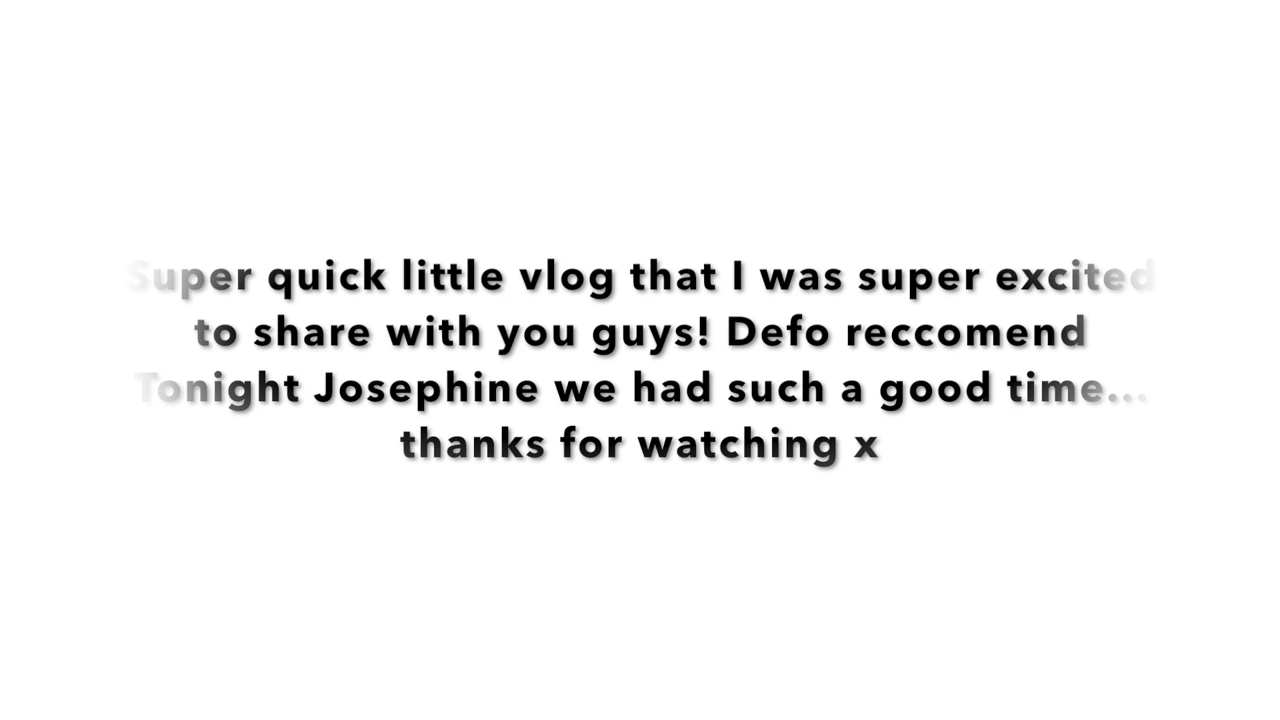 Super quick little vlog that I was super excited
to share with you guys! Defo reccomend
Tonight Josephine we had such a good time...
thanks for watching x